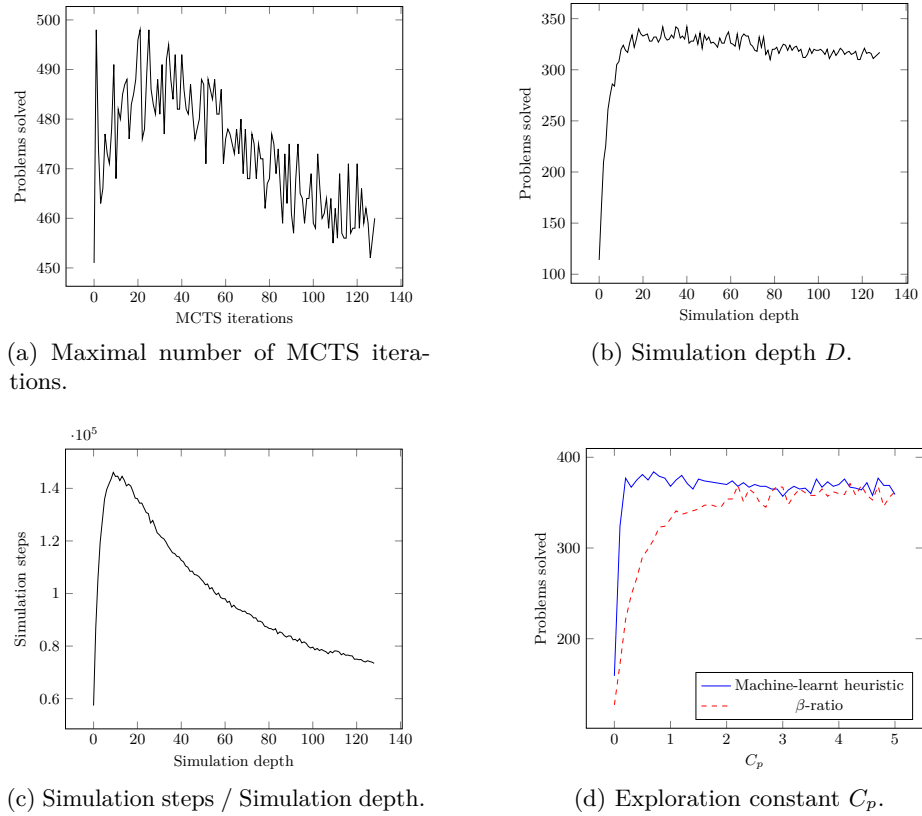 500
490
480
470
460
450
Problems solved
0 20 40 60 80 100 120 140
MCTS iterations
(a) Maximal number of MCTS itera-
tions.
350
300
250
200
150
100
Problems solved
0 20 40 60 80 100 120 140
Simulation depth
(b) Simulation depth D.
·10⁵
1.4
1.2
1
0.8
0.6
Simulation steps
0 20 40 60 80 100 120 140
Simulation depth
(c) Simulation steps / Simulation depth.
400
300
200
Problems solved
Machine-learnt heuristic
β-ratio
0 1 2 3 4 5
Cₚ
(d) Exploration constant Cₚ.